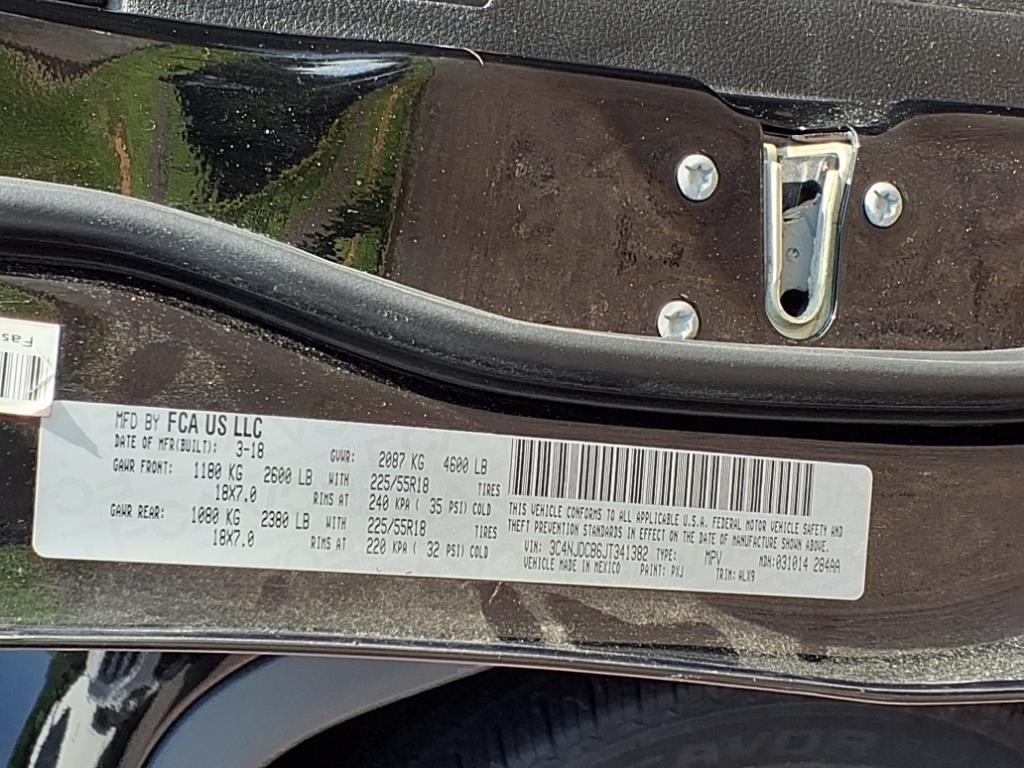 Fas
MFD BY FCA US LLC
DATE OF MFR(BUILT): 3-18 GVWR: 2087 KG 4600 LB
GAWR FRONT: 1180 KG 2600 LB WITH 225/55R18 TIRES
18X7.0 RIMS AT 240 KPA ( 35 PSI) COLD
GAWR REAR: 1080 KG 2380 LB WITH 225/55R18 TIRES
18X7.0 RIMS AT 220 KPA ( 32 PSI) COLD
THIS VEHICLE CONFORMS TO ALL APPLICABLE U.S.A. FEDERAL MOTOR VEHICLE SAFETY AND
THEFT PREVENTION STANDARDS IN EFFECT ON THE DATE OF MANUFACTURE SHOWN ABOVE.
VIN: 3C4NJDCB6JT341382 TYPE: MPV MDH:031014 284AA
VEHICLE MADE IN MEXICO PAINT: PXJ TRIM: ALX9